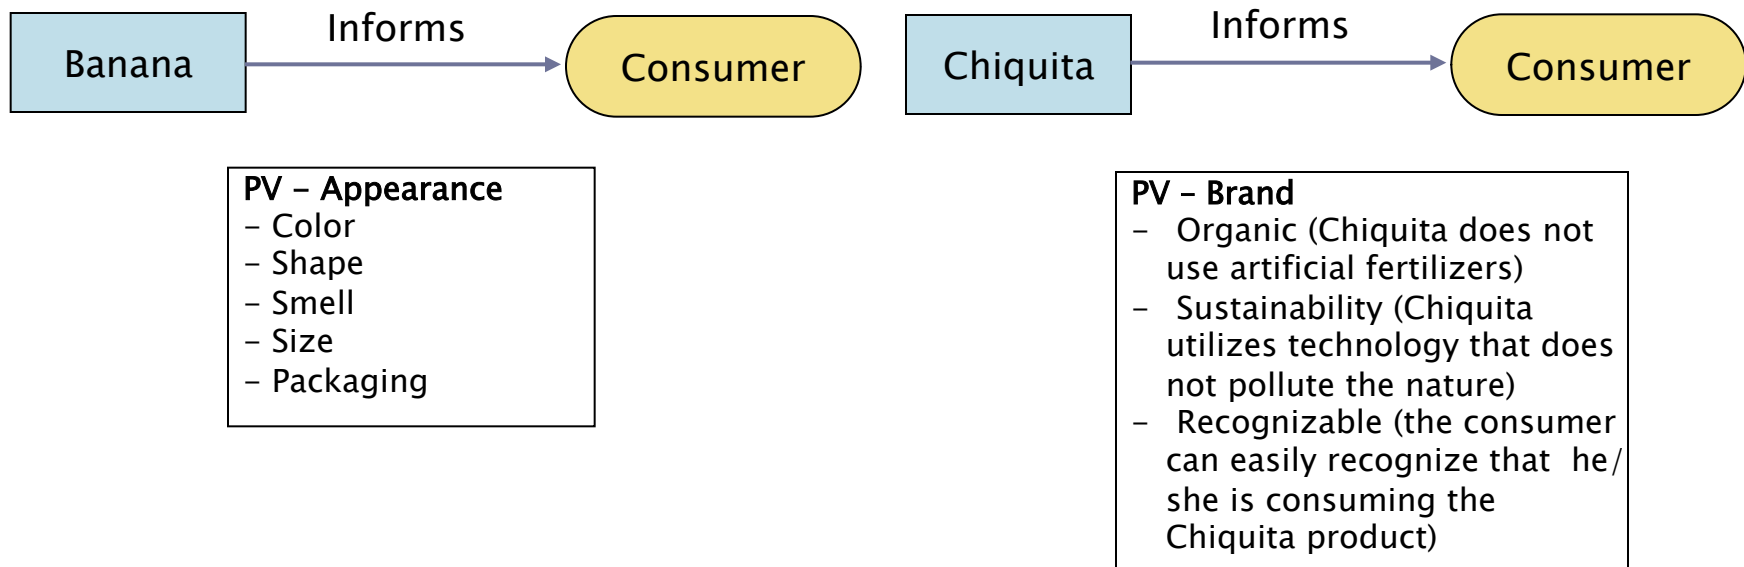 Banana
Informs
Consumer
PV – Appearance
– Color
– Shape
– Smell
– Size
– Packaging
Chiquita
Informs
Consumer
PV – Brand
– Organic (Chiquita does not
use artificial fertilizers)
– Sustainability (Chiquita
utilizes technology that does
not pollute the nature)
– Recognizable (the consumer
can easily recognize that he/
she is consuming the
Chiquita product)